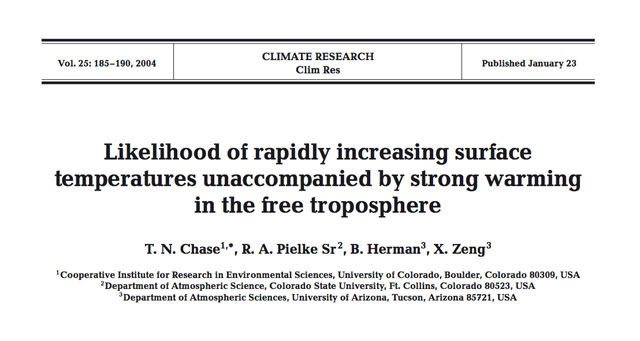 Vol. 25: 185–190, 2004
CLIMATE RESEARCH
Clim Res
Published January 23
Likelihood of rapidly increasing surface
temperatures unaccompanied by strong warming
in the free troposphere
T. N. Chase1,*, R. A. Pielke Sr2, B. Herman3, X. Zeng3
1Cooperative Institute for Research in Environmental Sciences, University of Colorado, Boulder, Colorado 80309, USA
2Department of Atmospheric Science, Colorado State University, Ft. Collins, Colorado 80523, USA
3Department of Atmospheric Sciences, University of Arizona, Tucson, Arizona 85721, USA